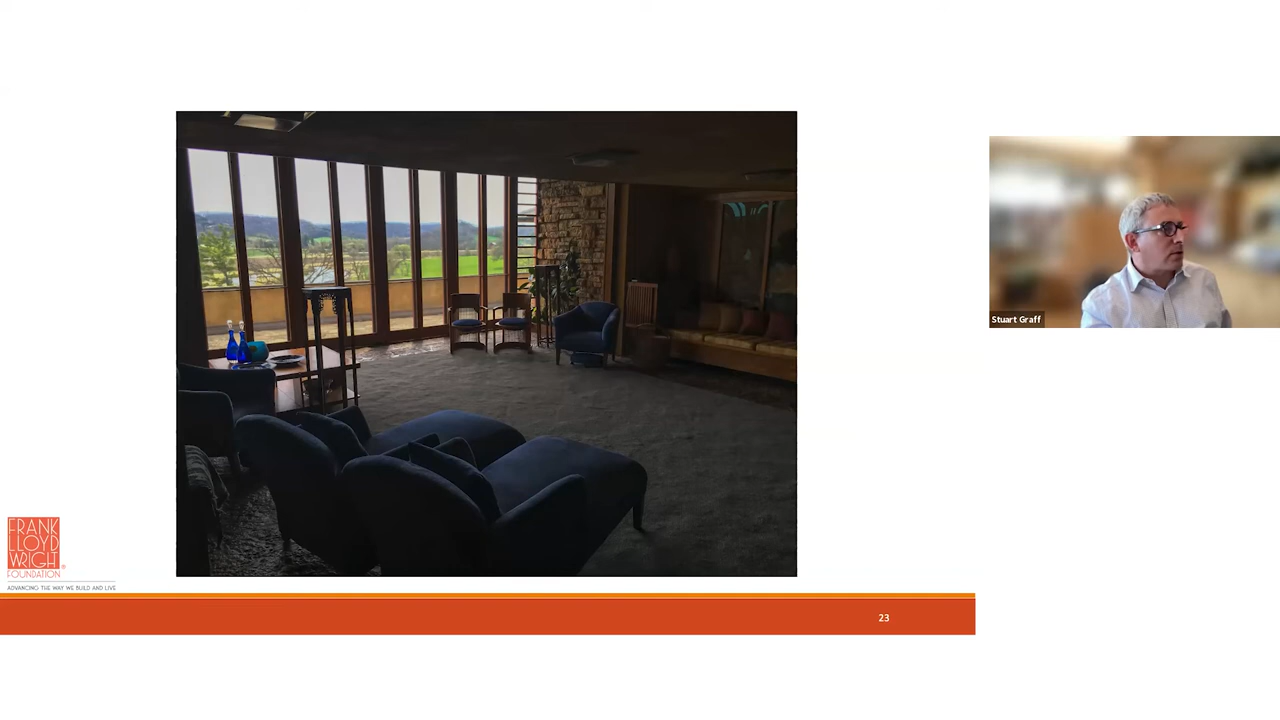 Stuart Graff
FRANK
LLOYD
WRIGHT
®
FOUNDATION
ADVANCING THE WAY WE BUILD AND LIVE
23